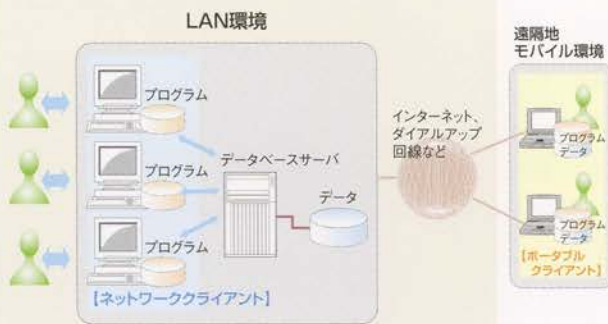 LAN環境
プログラム
プログラム
プログラム
データベースサーバ
データ
【ネットワーククライアント】
インターネット、
ダイアルアップ
回線など
遠隔地
モバイル環境
プログラム
データ
プログラム
データ
【ポータブル
クライアント】